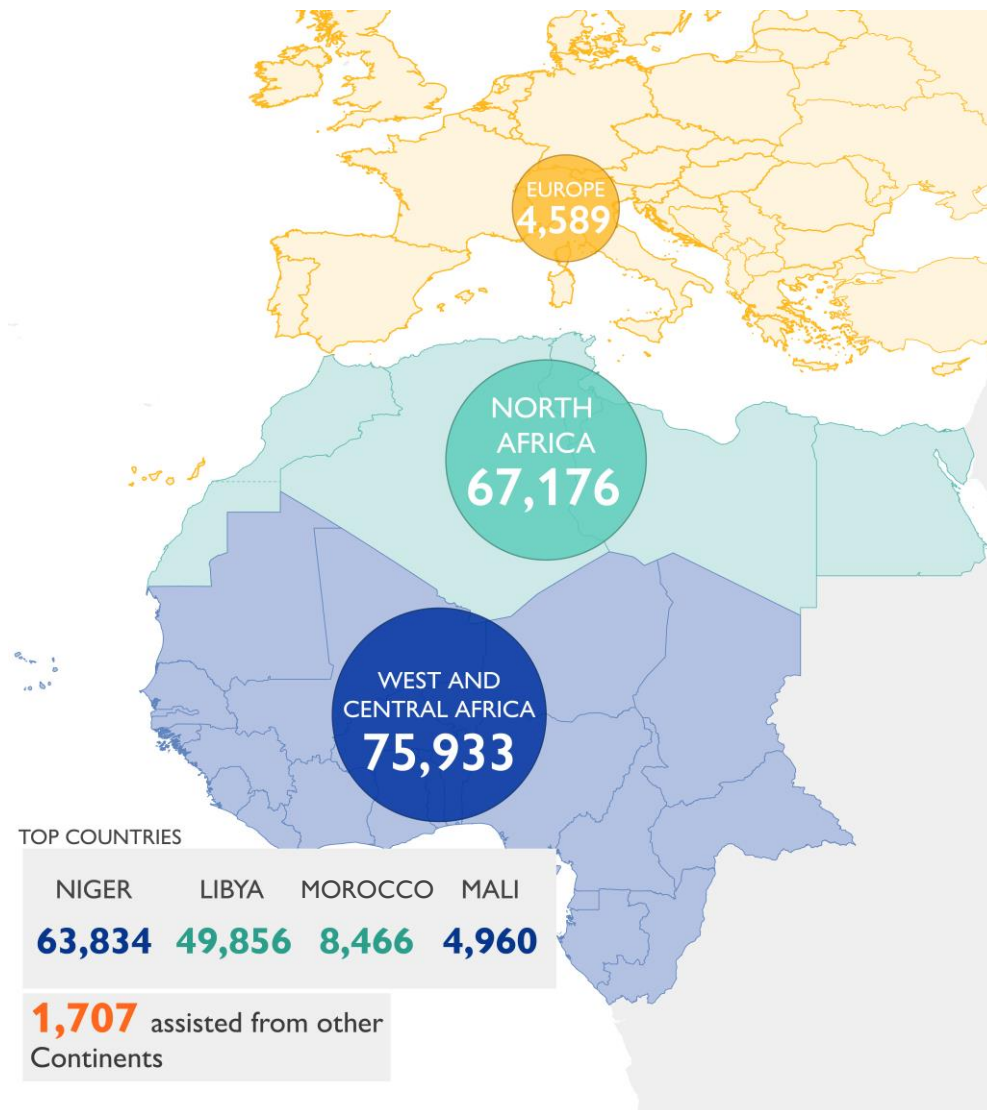 EUROPE
4,589
NORTH
AFRICA
67,176
WEST AND
CENTRAL AFRICA
75,933
TOP COUNTRIES
NIGER LIBYA MOROCCO MALI
63,834 49,856 8,466 4,960
1,707 assisted from other
Continents